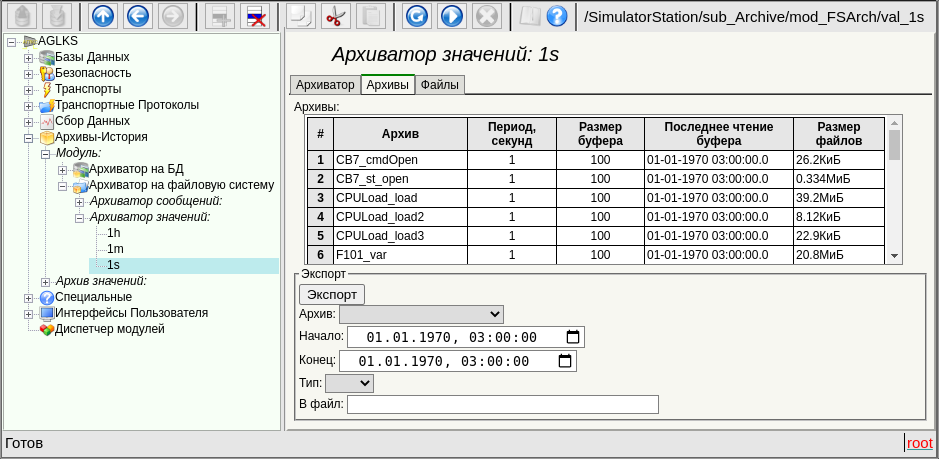 /SimulatorStation/sub_Archive/mod_FSArch/val_1s
AGLKS
Базы Данных
Безопасность
Транспорты
Транспортные Протоколы
Сбор Данных
Архивы-История
Модуль:
Архиватор на БД
Архиватор на файловую систему
Архиватор сообщений:
Архиватор значений:
1h
1m
1s
Архив значений:
Специальные
Интерфейсы Пользователя
Диспетчер модулей
Архиватор значений: 1s
Архиватор Архивы Файлы
Архивы:
# Архив Период, секунд Размер буфера Последнее чтение буфера Размер файлов
1 CB7_cmdOpen 1 100 01-01-1970 03:00:00.0 26.2КиБ
2 CB7_st_open 1 100 01-01-1970 03:00:00.0 0.334МиБ
3 CPULoad_load 1 100 01-01-1970 03:00:00.0 39.2МиБ
4 CPULoad_load2 1 100 01-01-1970 03:00:00.0 8.12КиБ
5 CPULoad_load3 1 100 01-01-1970 03:00:00.0 22.9КиБ
6 F101_var 1 100 01-01-1970 03:00:00.0 20.8МиБ
Экспорт
Экспорт
Архив:
Начало: 01.01.1970, 03:00:00
Конец: 01.01.1970, 03:00:00
Тип:
В файл:
Готов
root